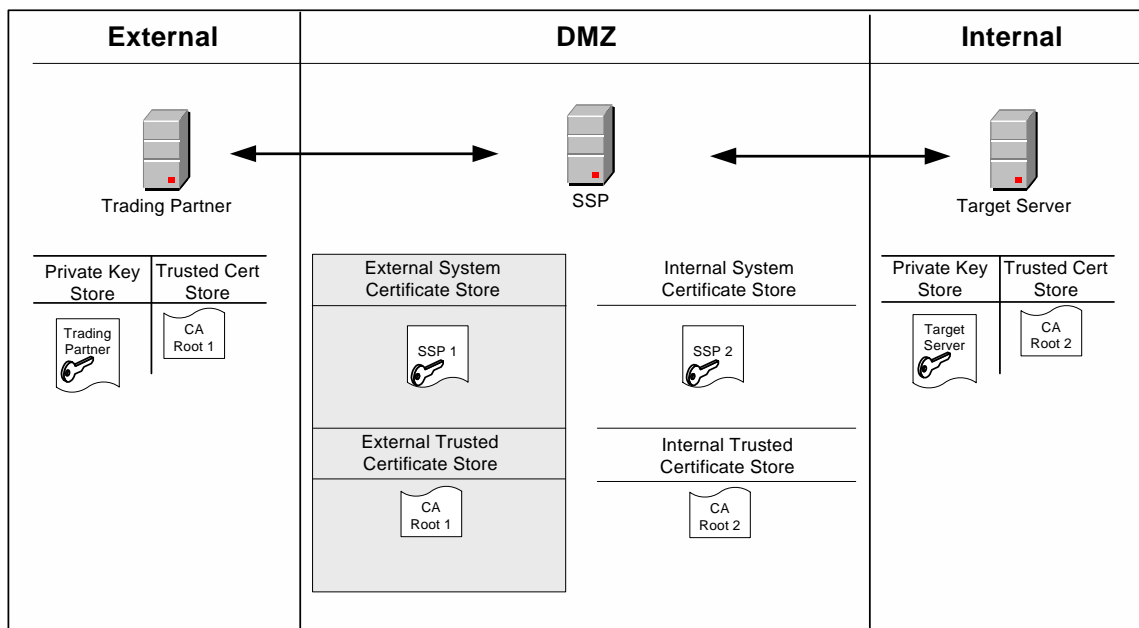 External
DMZ
Internal
Trading Partner
SSP
Target Server
Private Key
Store
Trusted Cert
Store
Trading
Partner
CA
Root 1
External System
Certificate Store
SSP 1
External Trusted
Certificate Store
CA
Root 1
Internal System
Certificate Store
SSP 2
Internal Trusted
Certificate Store
CA
Root 2
Private Key
Store
Trusted Cert
Store
Target
Server
CA
Root 2